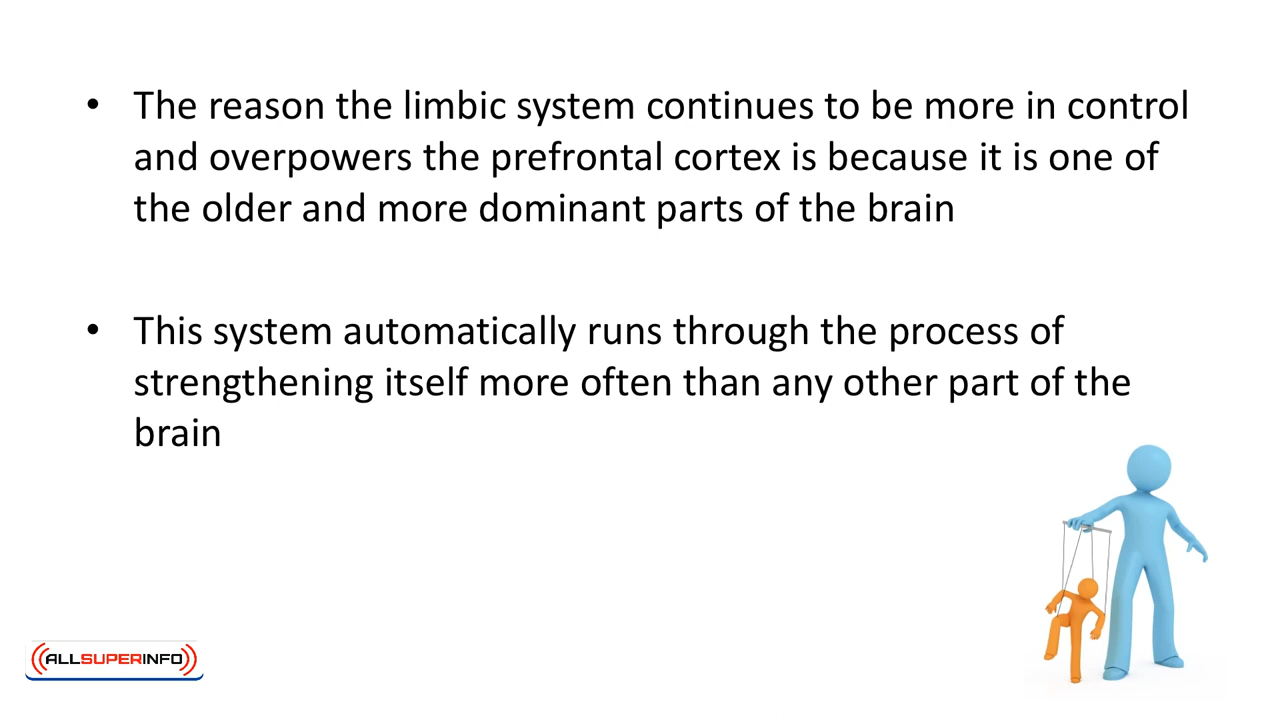 • The reason the limbic system continues to be more in control
and overpowers the prefrontal cortex is because it is one of
the older and more dominant parts of the brain
• This system automatically runs through the process of
strengthening itself more often than any other part of the
brain
ALLSUPERINFO